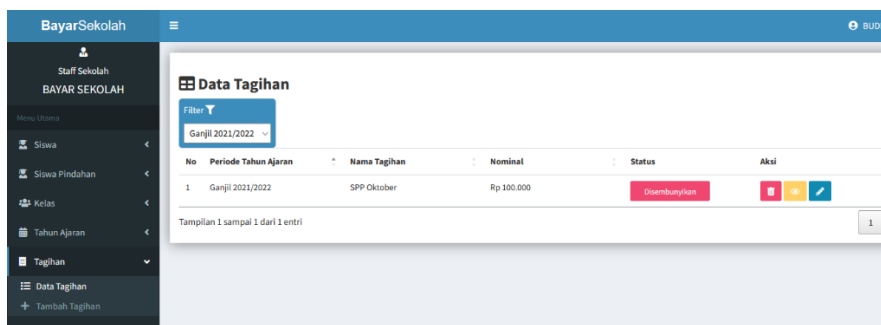 BayarSekolah
BUD
Staff Sekolah
BAYAR SEKOLAH
Menu Utama
Siswa
Siswa Pindahan
Kelas
Tahun Ajaran
Tagihan
Data Tagihan
Tambah Tagihan
Data Tagihan
Filter
Ganjil 2021/2022
No Periode Tahun Ajaran Nama Tagihan Nominal Status Aksi
1 Ganjil 2021/2022 SPP Oktober Rp 100.000 Disembunyikan
Tampilan 1 sampai 1 dari 1 entri
1